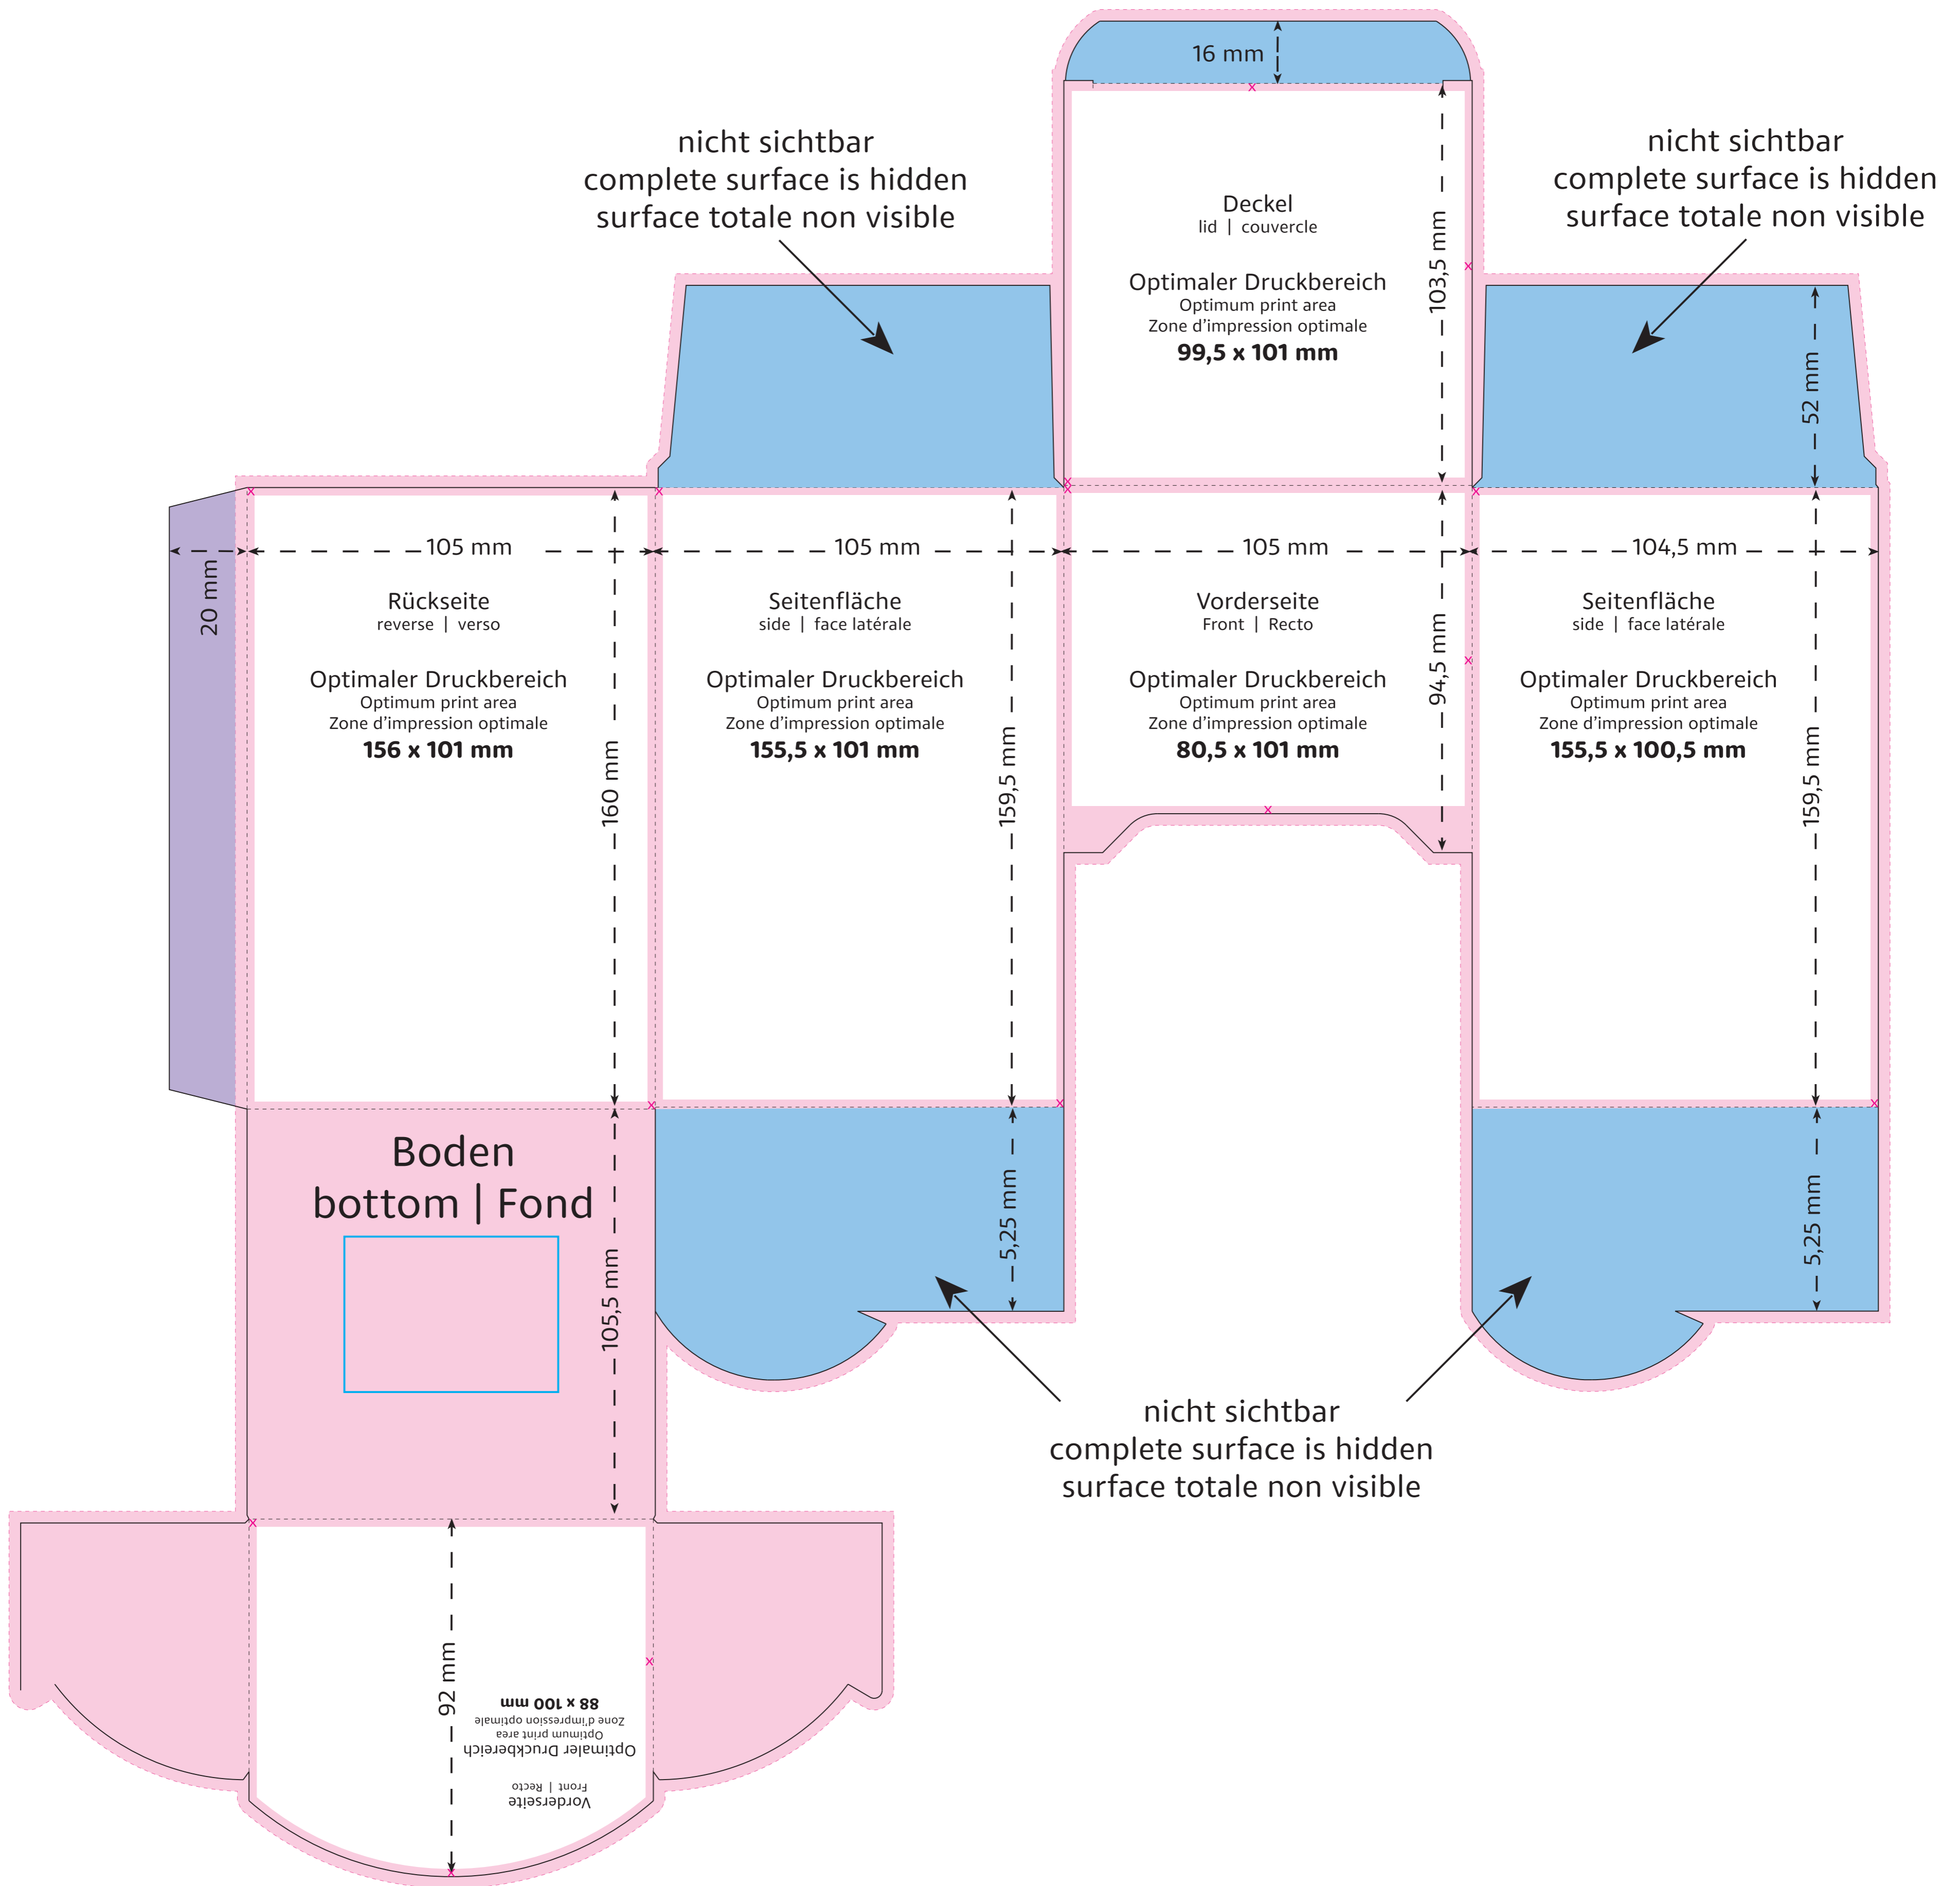 16 mm
nicht sichtbar
complete surface is hidden
surface totale non visible
nicht sichtbar
complete surface is hidden
surface totale non visible
Deckel
lid | couvercle
Optimaler Druckbereich
Optimum print area
Zone d’impression optimale
99,5 x 101 mm
103,5 mm
52 mm
20 mm
105 mm
105 mm
105 mm
104,5 mm
Rückseite
reverse | verso
Optimaler Druckbereich
Optimum print area
Zone d’impression optimale
156 x 101 mm
160 mm
Seitenfläche
side | face latérale
Optimaler Druckbereich
Optimum print area
Zone d’impression optimale
155,5 x 101 mm
159,5 mm
Vorderseite
Front | Recto
Optimaler Druckbereich
Optimum print area
Zone d’impression optimale
80,5 x 101 mm
94,5 mm
Seitenfläche
side | face latérale
Optimaler Druckbereich
Optimum print area
Zone d’impression optimale
155,5 x 100,5 mm
159,5 mm
Boden
bottom | Fond
105,5 mm
5,25 mm
5,25 mm
nicht sichtbar
complete surface is hidden
surface totale non visible
92 mm
Vorderseite
Front | Recto
Optimaler Druckbereich
Optimum print area
Zone d’impression optimale
88 x 100 mm